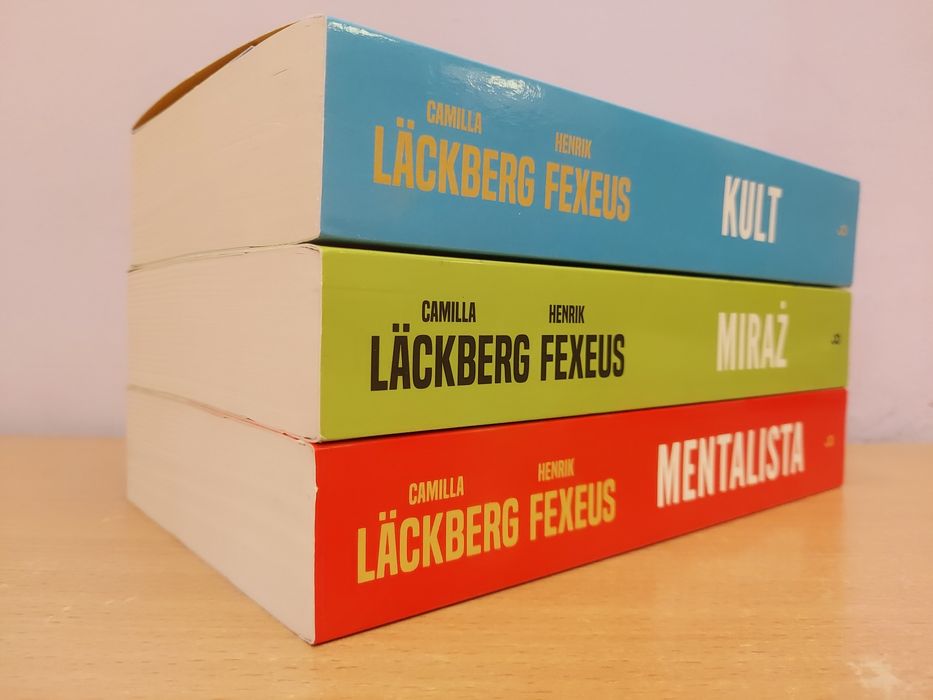 CAMILLA HENRIK
LÄCKBERG FEXEUS
KULT
CAMILLA HENRIK
LÄCKBERG FEXEUS
MIRAŻ
CAMILLA HENRIK
LÄCKBERG FEXEUS
MENTALISTA